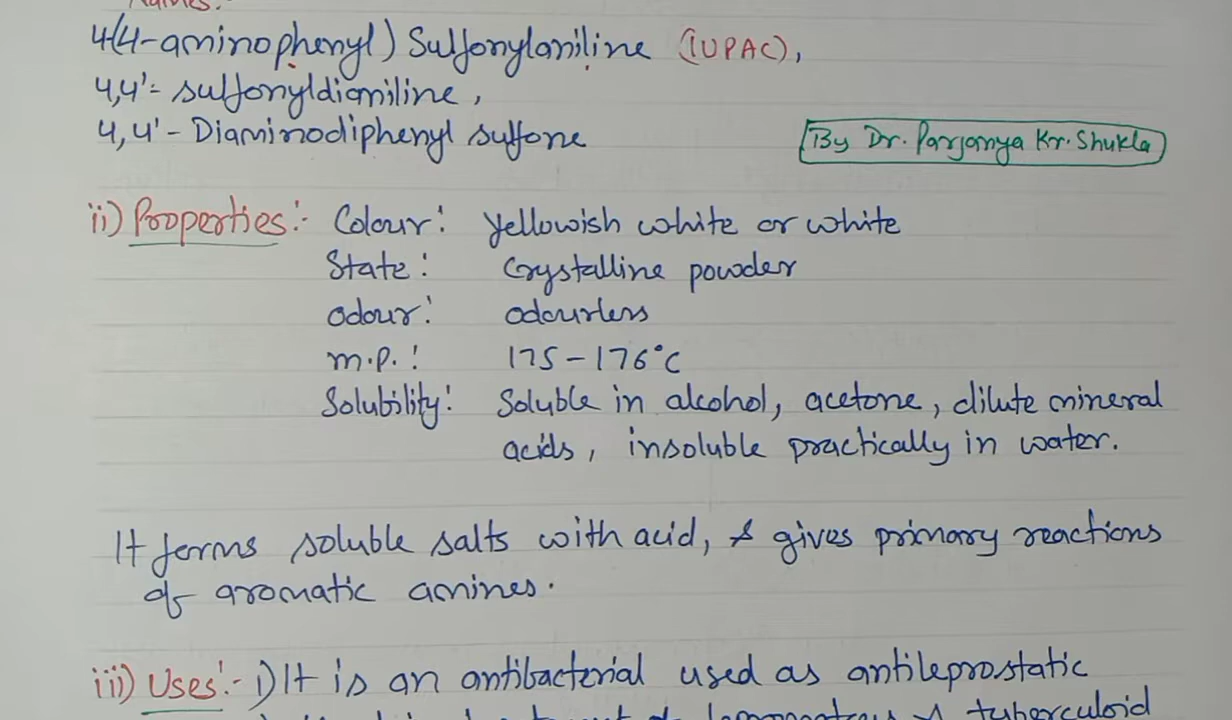 Names:
4(4-aminophenyl) Sulfonylaniline (IUPAC),
4,4'- sulfonyldianiline,
4,4'- Diaminodiphenyl sulfone
By Dr. Parjanya Kr. Shukla
ii) Properties:- Colour: yellowish white or white
State: Crystalline powder
Odour: odourless
m.p.: 175-176°C
Solubility: Soluble in alcohol, acetone, dilute mineral
acids, insoluble practically in water.
It forms soluble salts with acid, & gives primary reactions
of aromatic amines.
iii) Uses:- i) It is an antibacterial used as antileprostatic
tuberculoid